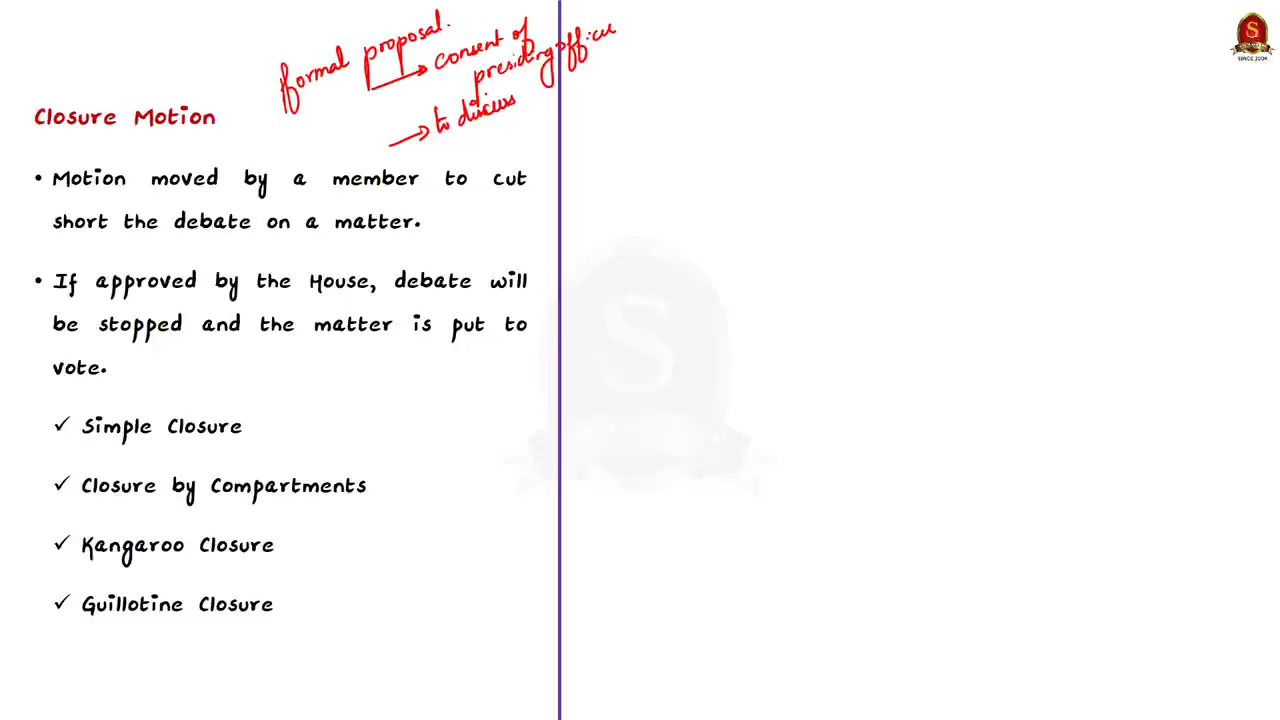 formal proposal.
→ consent of
presiding officer
→ to discuss
Closure Motion
• Motion moved by a member to cut
short the debate on a matter.
• If approved by the House, debate will
be stopped and the matter is put to
vote.
✓ Simple Closure
✓ Closure by Compartments
✓ Kangaroo Closure
✓ Guillotine Closure
S
SINCE 2004
S